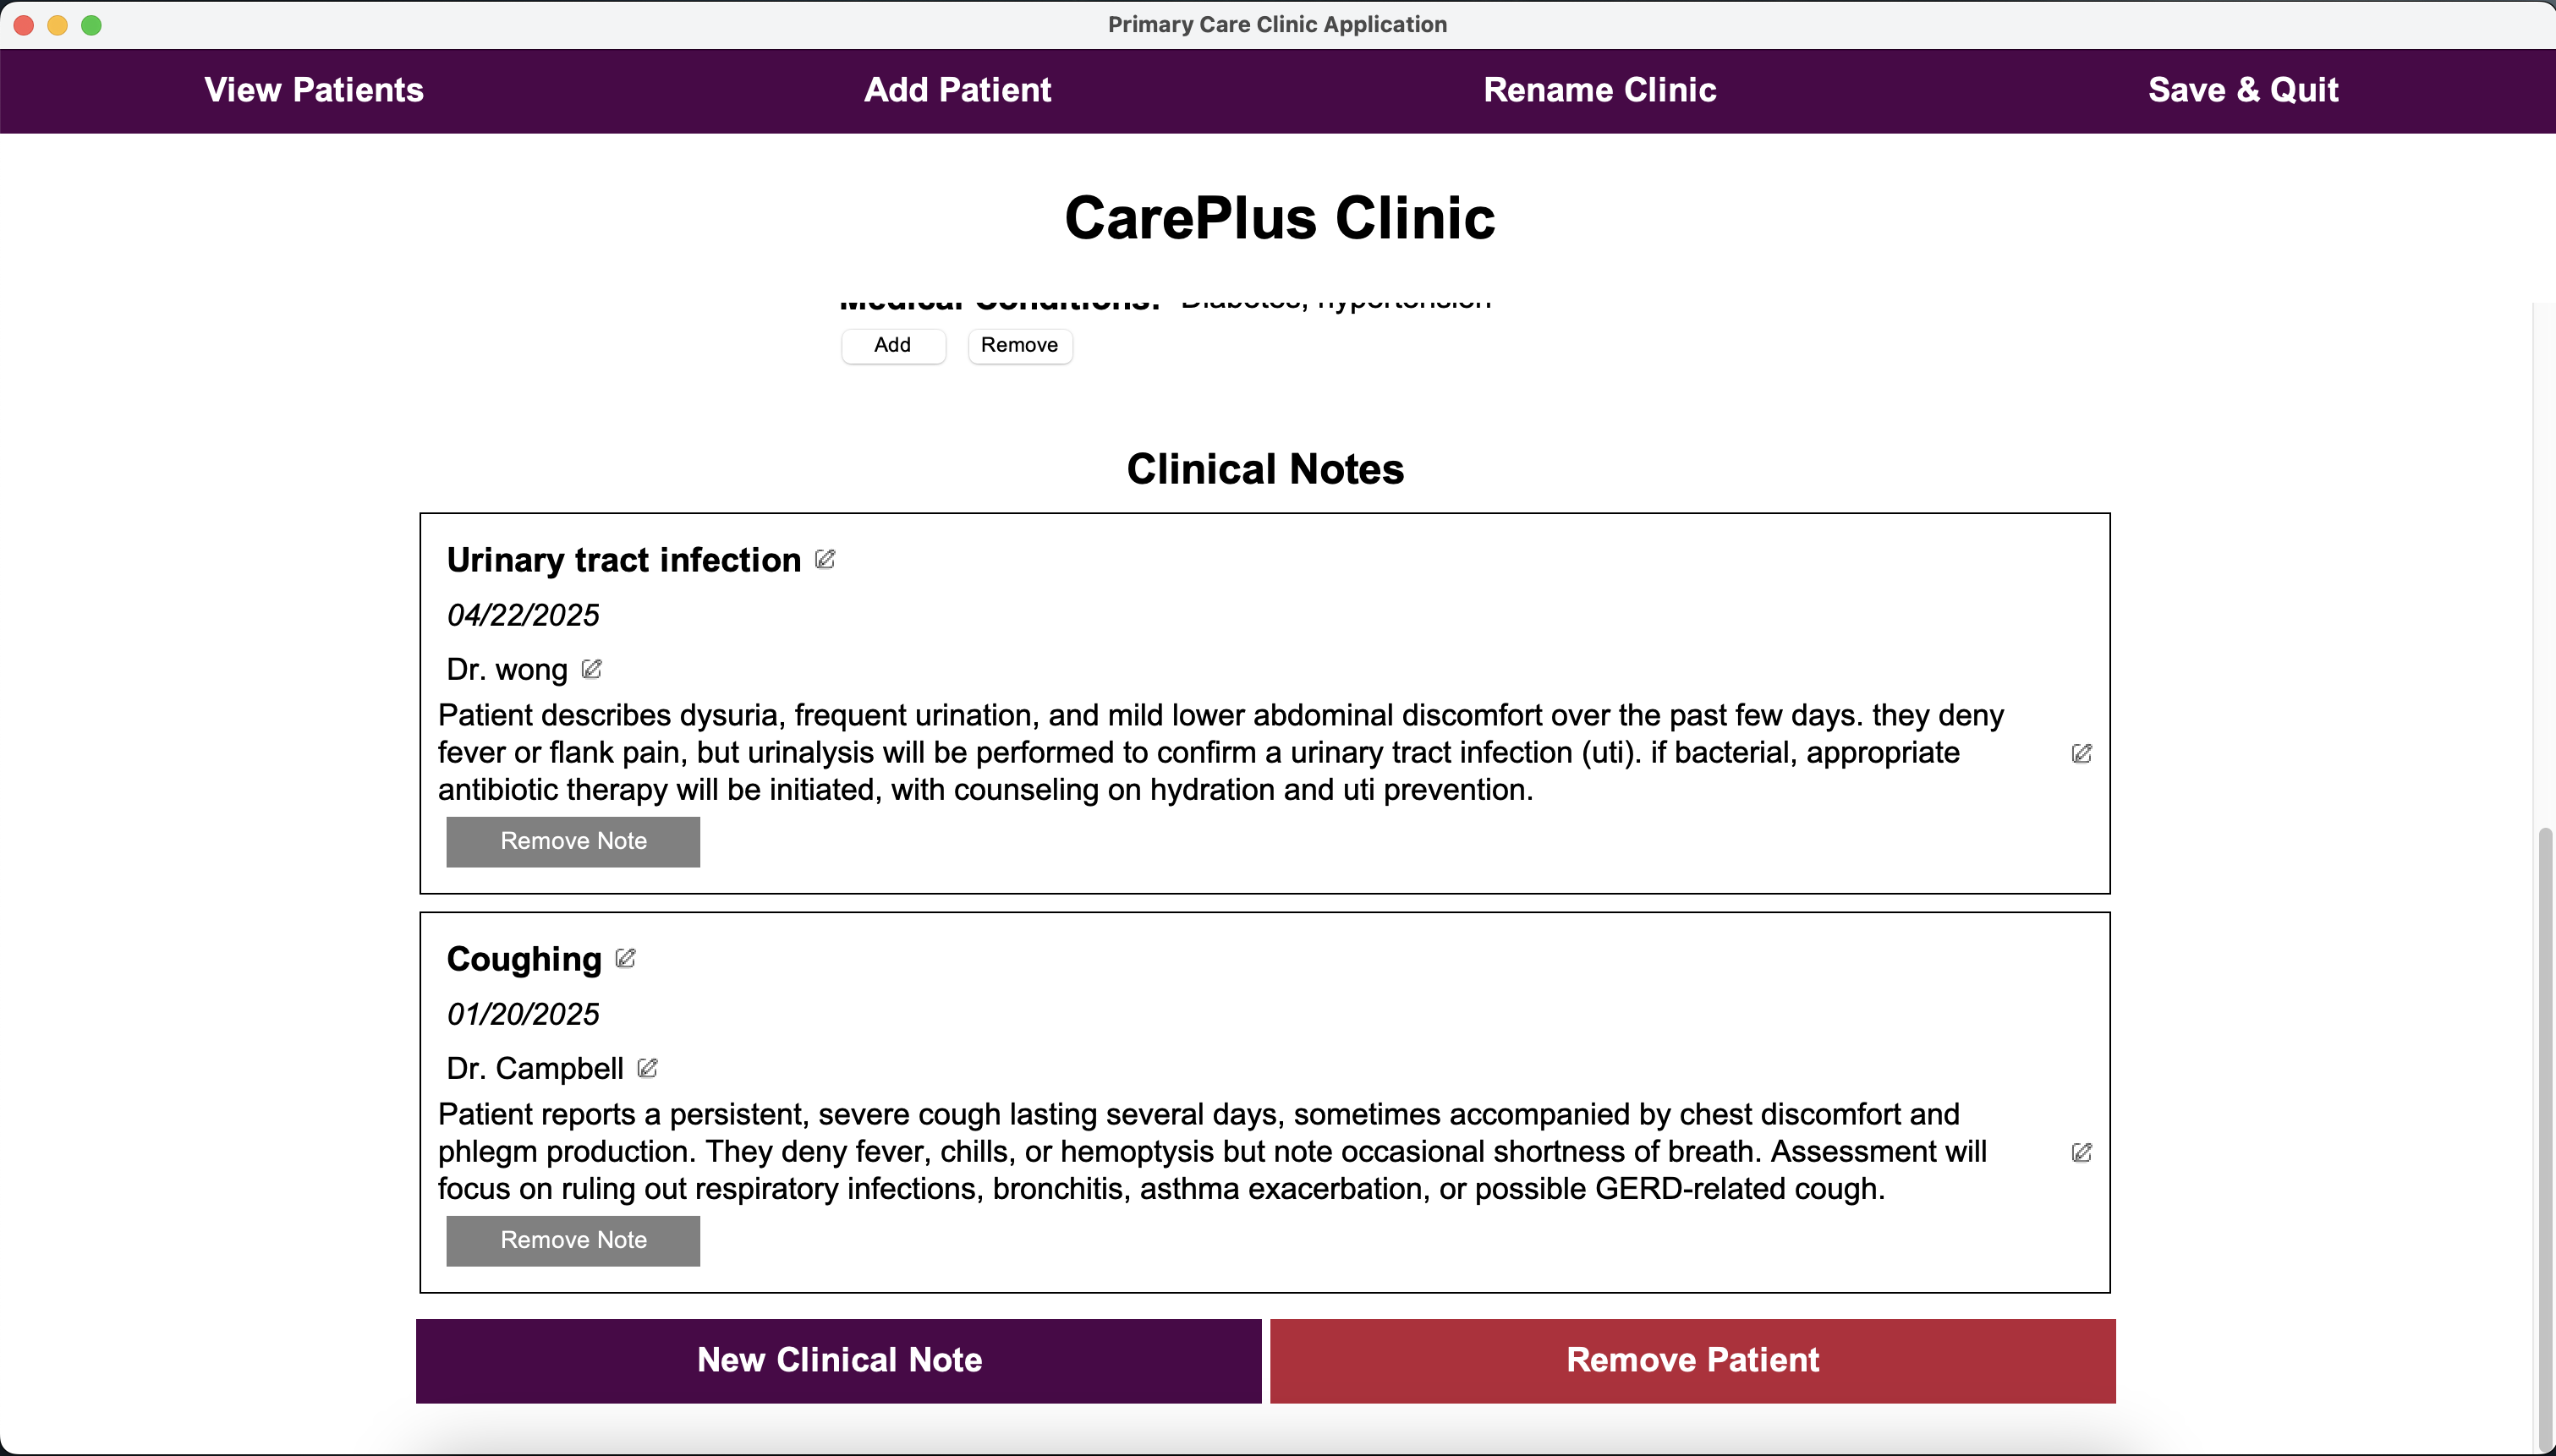 Primary Care Clinic Application
View Patients Add Patient Rename Clinic Save & Quit
CarePlus Clinic
Medical Conditions: Diabetes, hypertension
Add Remove
Clinical Notes
Urinary tract infection
04/22/2025
Dr. wong
Patient describes dysuria, frequent urination, and mild lower abdominal discomfort over the past few days. they deny
fever or flank pain, but urinalysis will be performed to confirm a urinary tract infection (uti). if bacterial, appropriate
antibiotic therapy will be initiated, with counseling on hydration and uti prevention.
Remove Note
Coughing
01/20/2025
Dr. Campbell
Patient reports a persistent, severe cough lasting several days, sometimes accompanied by chest discomfort and
phlegm production. They deny fever, chills, or hemoptysis but note occasional shortness of breath. Assessment will
focus on ruling out respiratory infections, bronchitis, asthma exacerbation, or possible GERD-related cough.
Remove Note
New Clinical Note Remove Patient